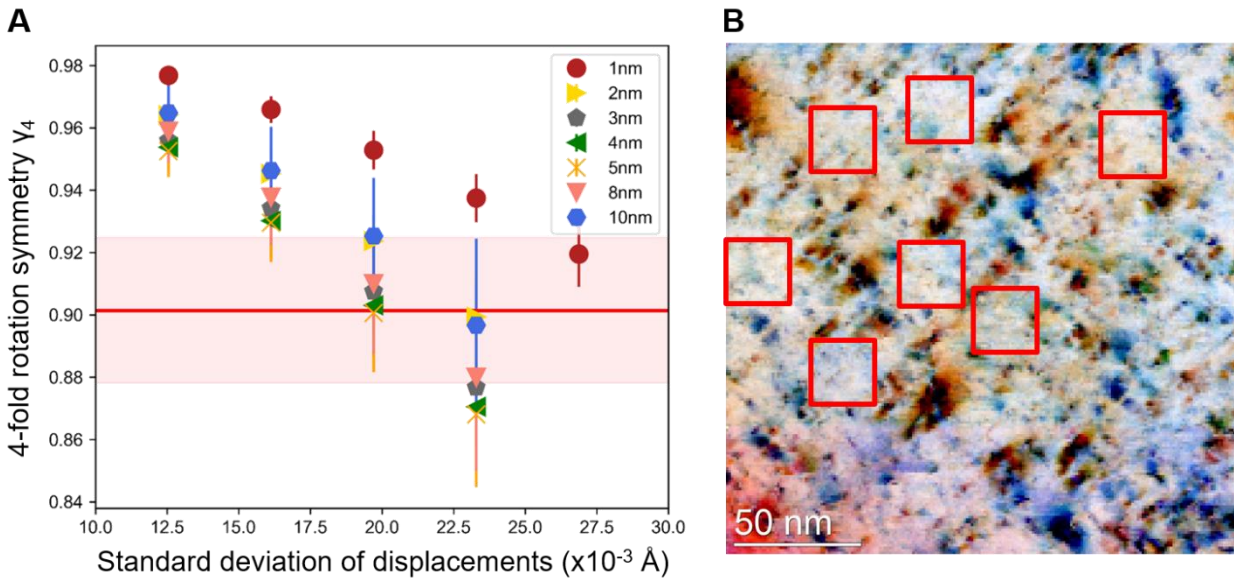 A
B
4-fold rotation symmetry γ₄
0.98
0.96
0.94
0.92
0.90
0.88
0.86
0.84
1nm
2nm
3nm
4nm
5nm
8nm
10nm
10.0 12.5 15.0 17.5 20.0 22.5 25.0 27.5 30.0
Standard deviation of displacements (x10⁻³ Å)
50 nm